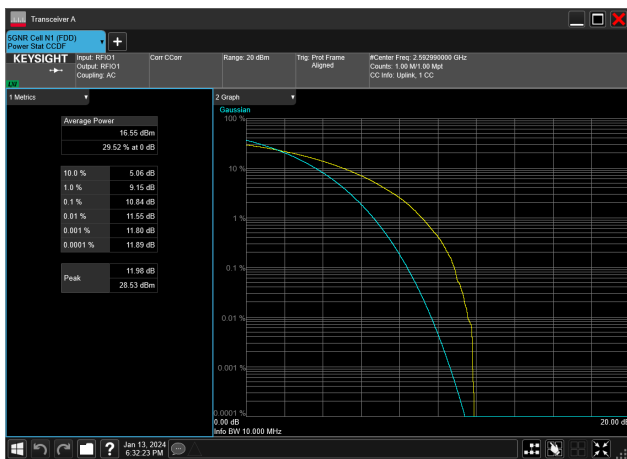 Transceiver A
5GNR Cell N1 (FDD)
Power Stat CCDF
KEYSIGHT
LXI
Input: RFIO1
Output: RFIO1
Coupling: AC
Corr CCorr
Range: 20 dBm
Trig: Prot Frame
Aligned
#Center Freq: 2.592990000 GHz
Counts: 1.00 M/1.00 Mpt
CC Info: Uplink, 1 CC
1 Metrics
Average Power
16.55 dBm
29.52 % at 0 dB
10.0 % 5.06 dB
1.0 % 9.15 dB
0.1 % 10.84 dB
0.01 % 11.55 dB
0.001 % 11.80 dB
0.0001 % 11.89 dB
Peak 11.98 dB
28.53 dBm
2 Graph
Gaussian
100 %
10 %
1 %
0.1 %
0.01 %
0.001 %
0.0001 %
0.00 dB 20.00 dB
Info BW 10.000 MHz
Jan 13, 2024
6:32:23 PM